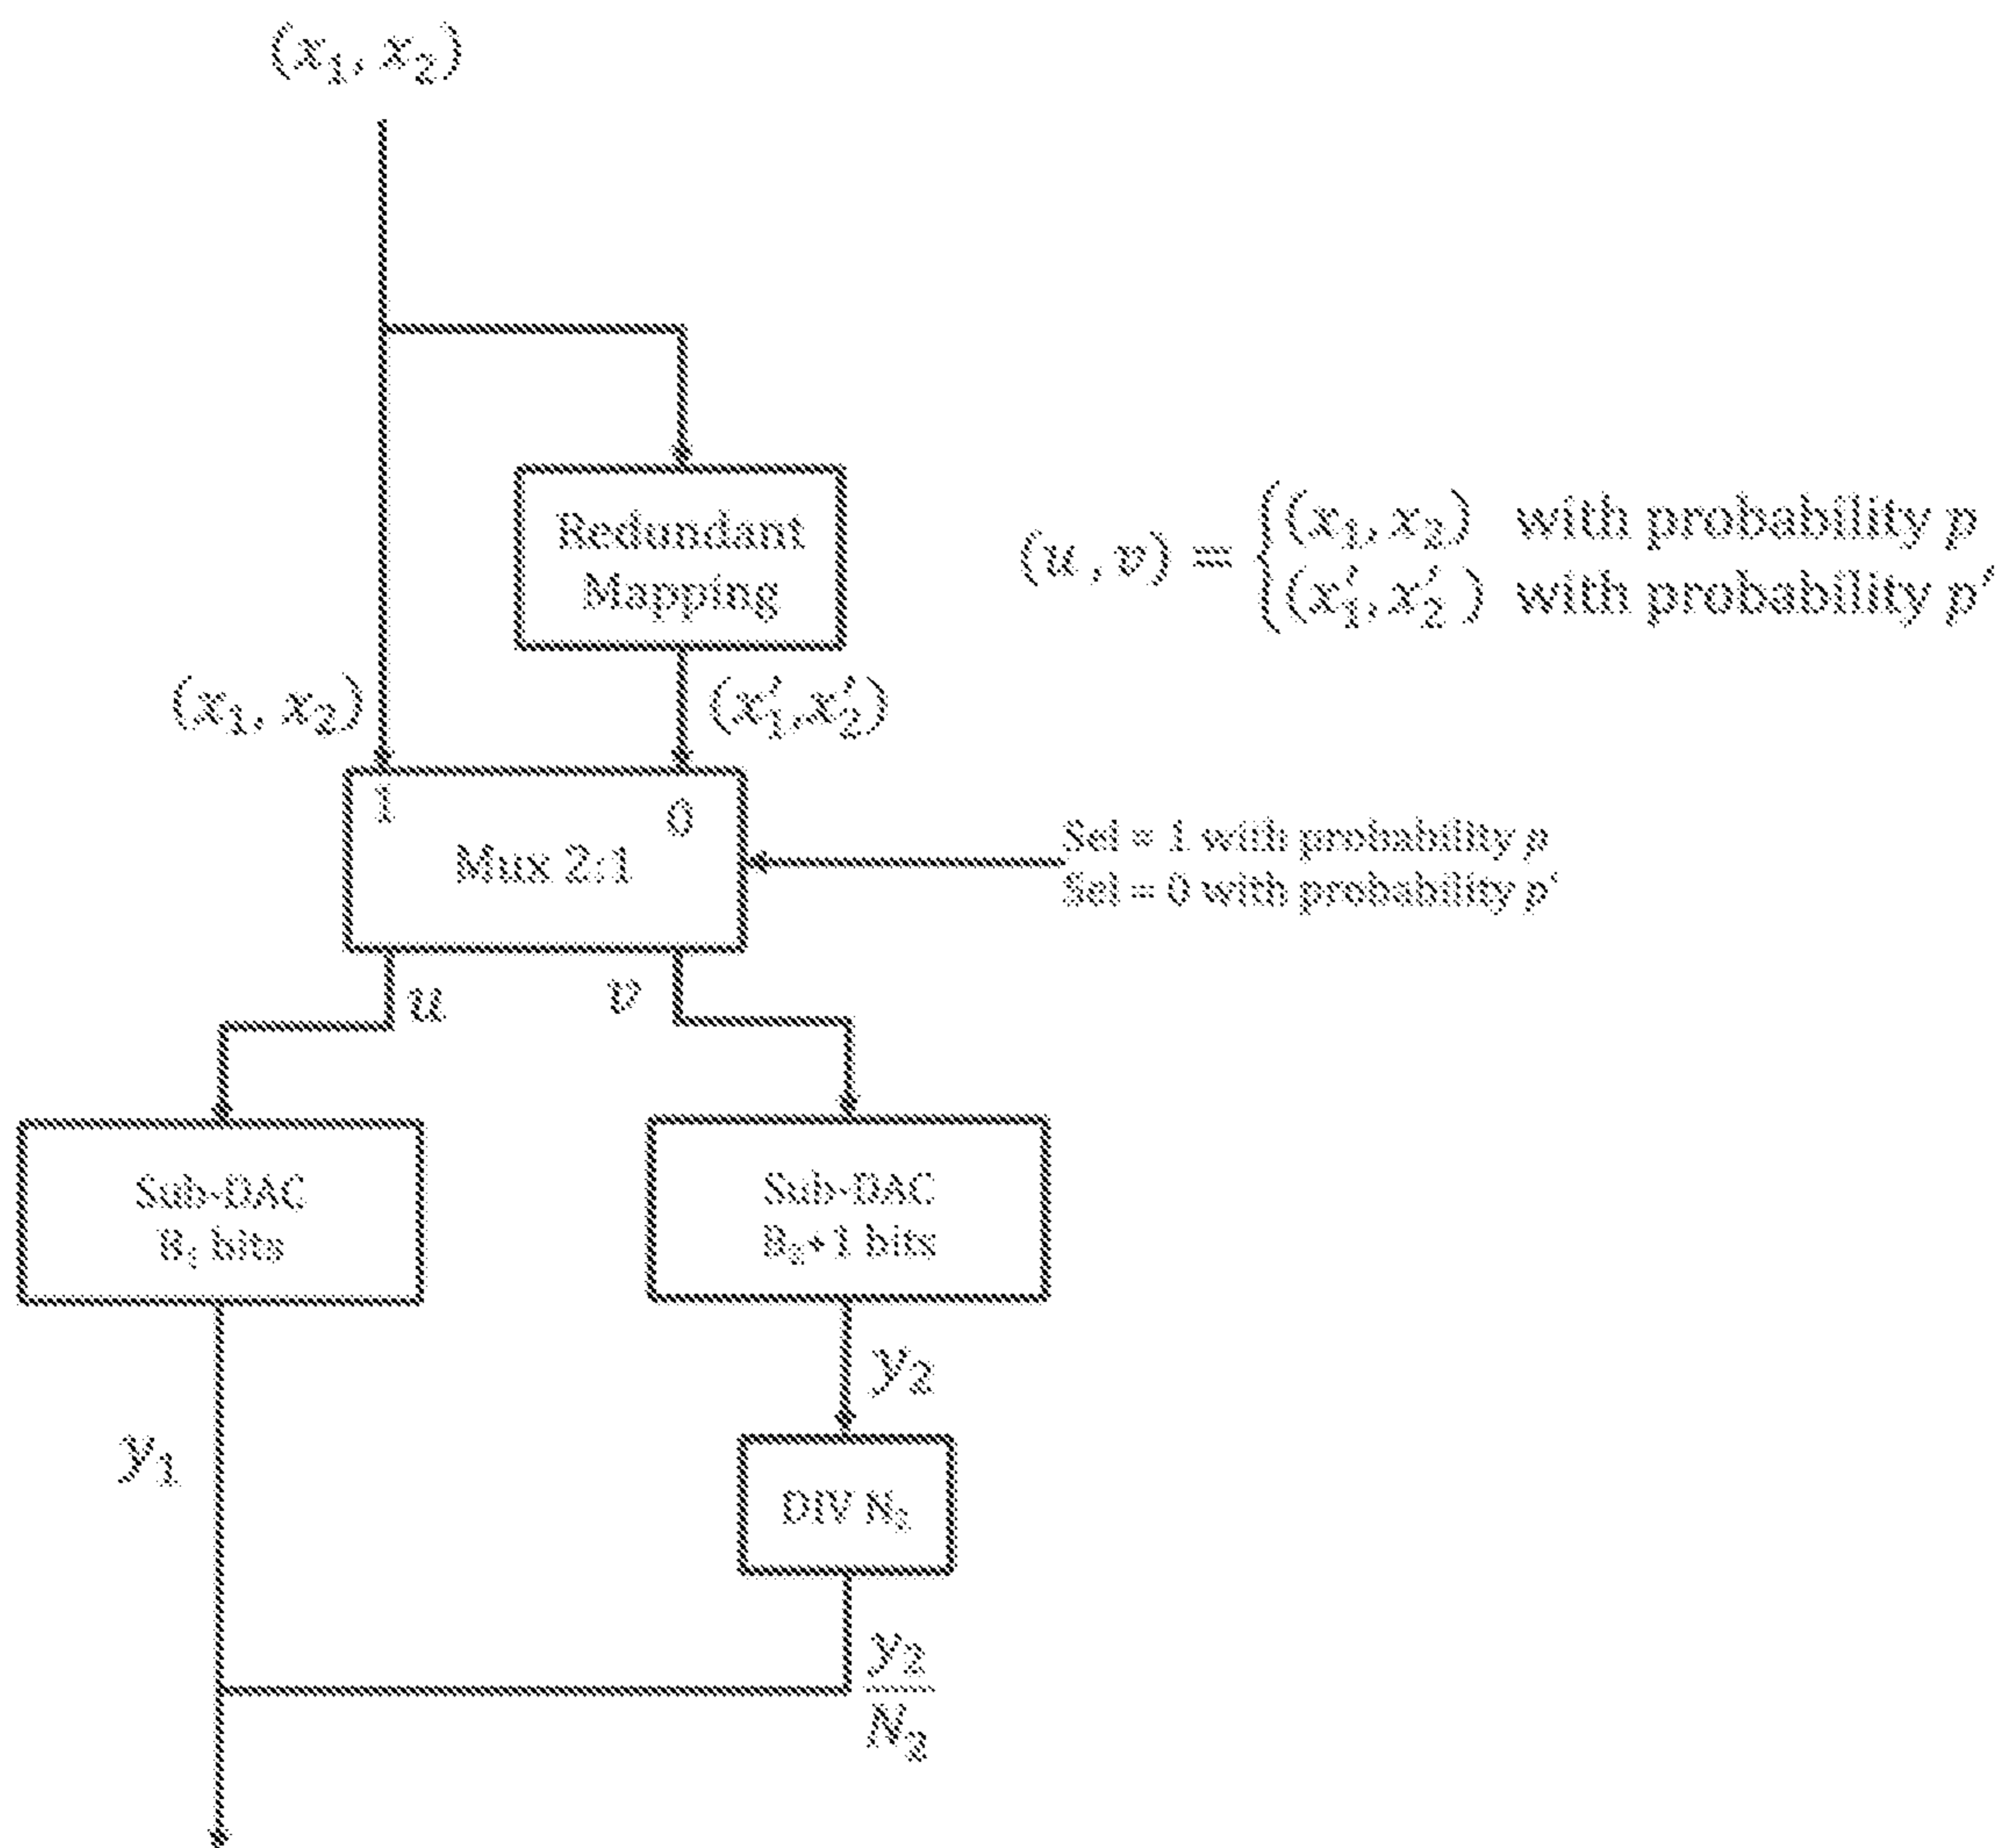 (x₁, x₂)
Redundant
Mapping
(u, v) = { (x₁, x₂) with probability p
(x′₁, x′₂) with probability p′
(x₁, x₂)
(x′₁, x′₂)
1
0
Mux 2:1
Sel = 1 with probability p
Sel = 0 with probability p'
u
v
Sub-DAC
B₁ bits
Sub-DAC
B₂+1 bits
y₂
y₁
DIV N₂
y₂
N₂